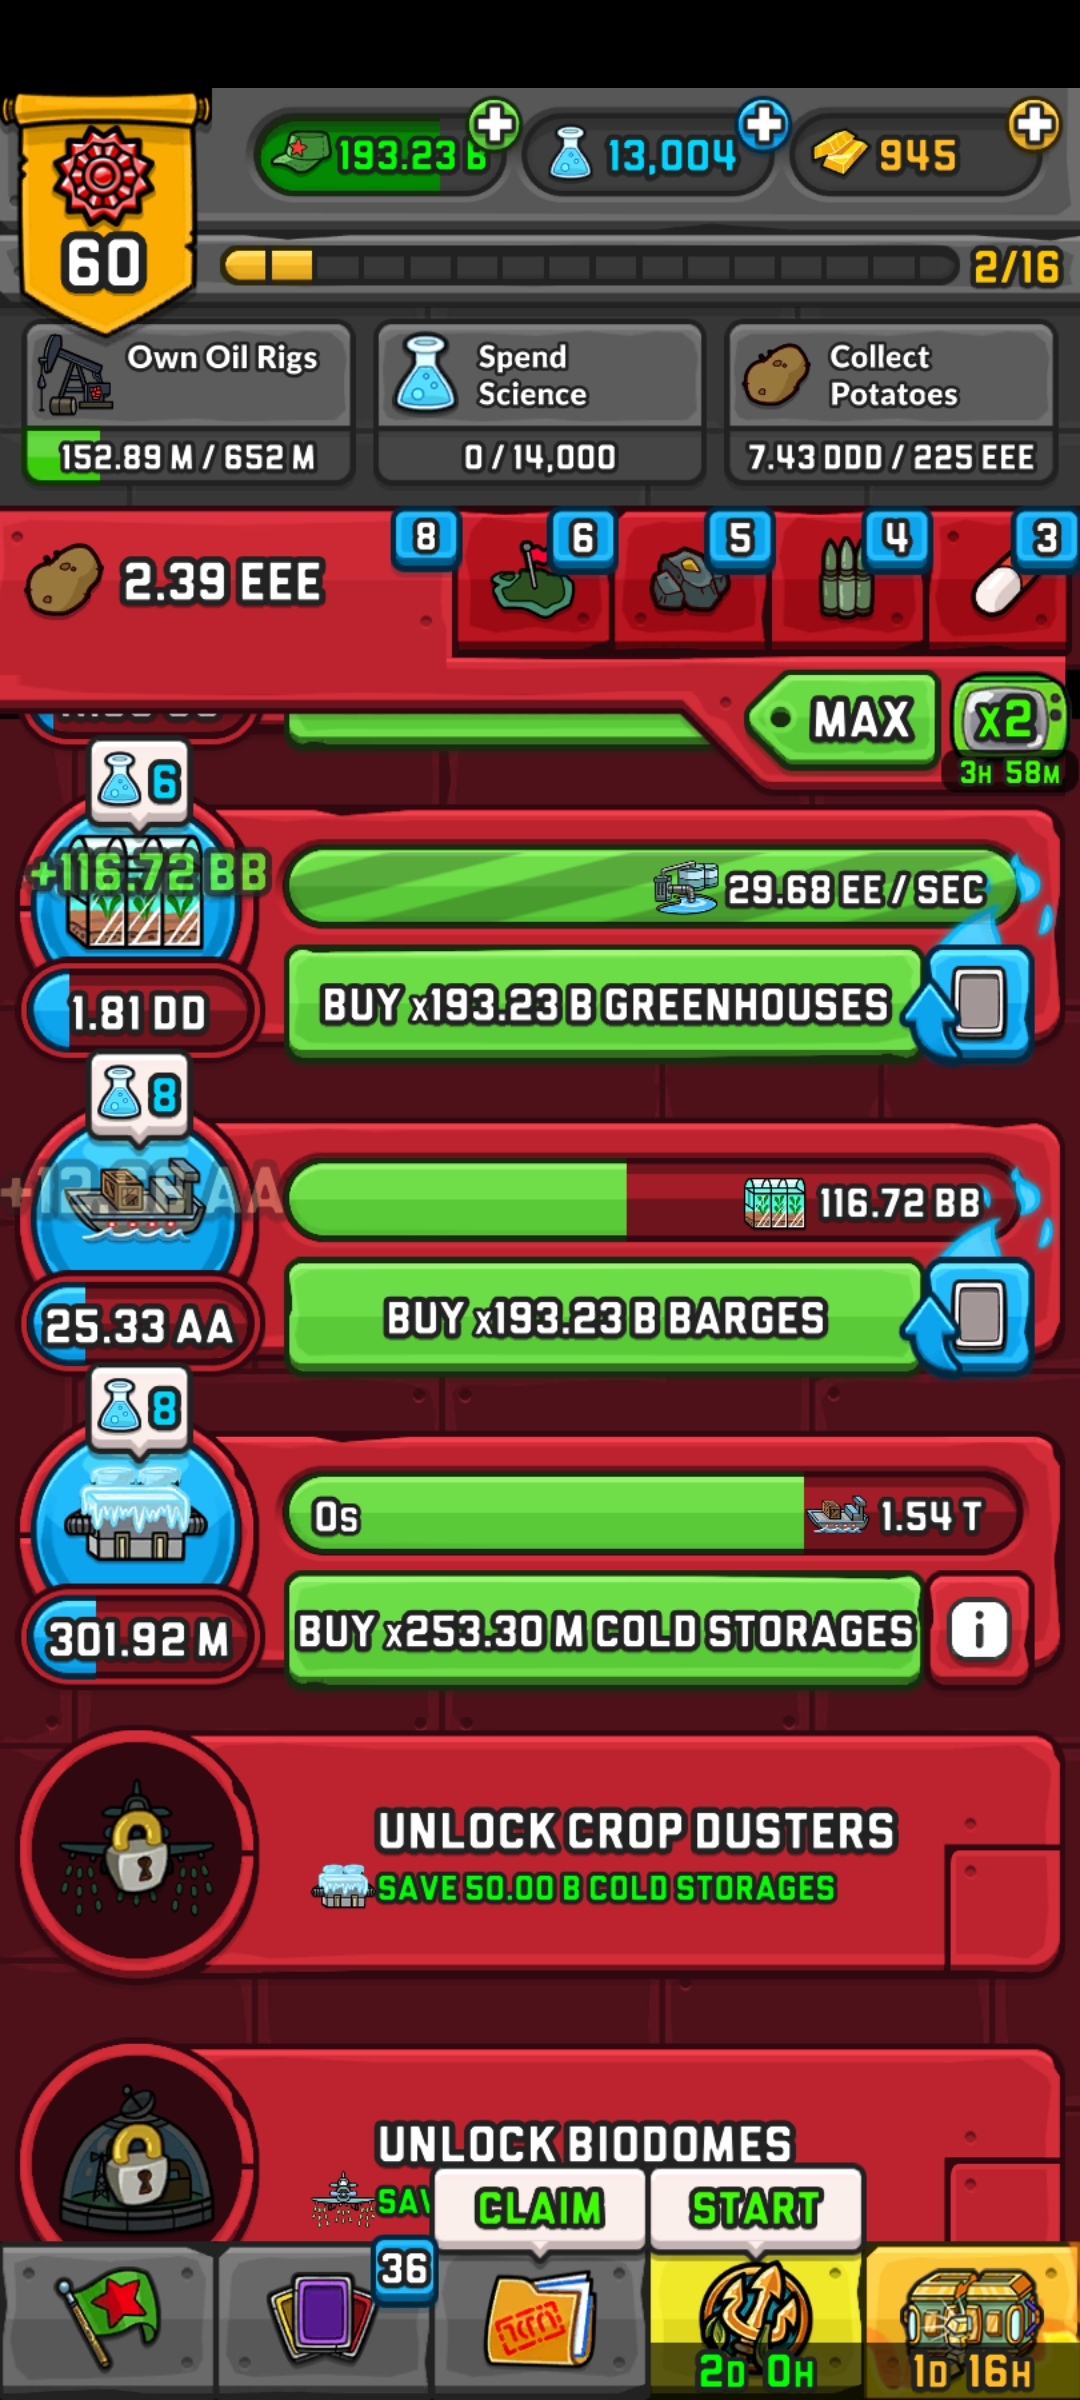 193.23 B
13,004
945
60
2/16
Own Oil Rigs
Spend
Science
Collect
Potatoes
152.89 M / 652 M
0 / 14,000
7.43 DDD / 225 EEE
2.39 EEE
8
6
5
4
3
MAX
x2
3H 58M
6
+116.72 BB
29.68 EE / SEC
1.81 DD
BUY x193.23 B GREENHOUSES
8
AA
116.72 BB
25.33 AA
BUY x193.23 B BARGES
8
0s
1.54 T
301.92 M
BUY x253.30 M COLD STORAGES
i
UNLOCK CROP DUSTERS
SAVE 50.00 B COLD STORAGES
UNLOCK BIODOMES
CLAIM
START
36
2D 0H
1D 16H